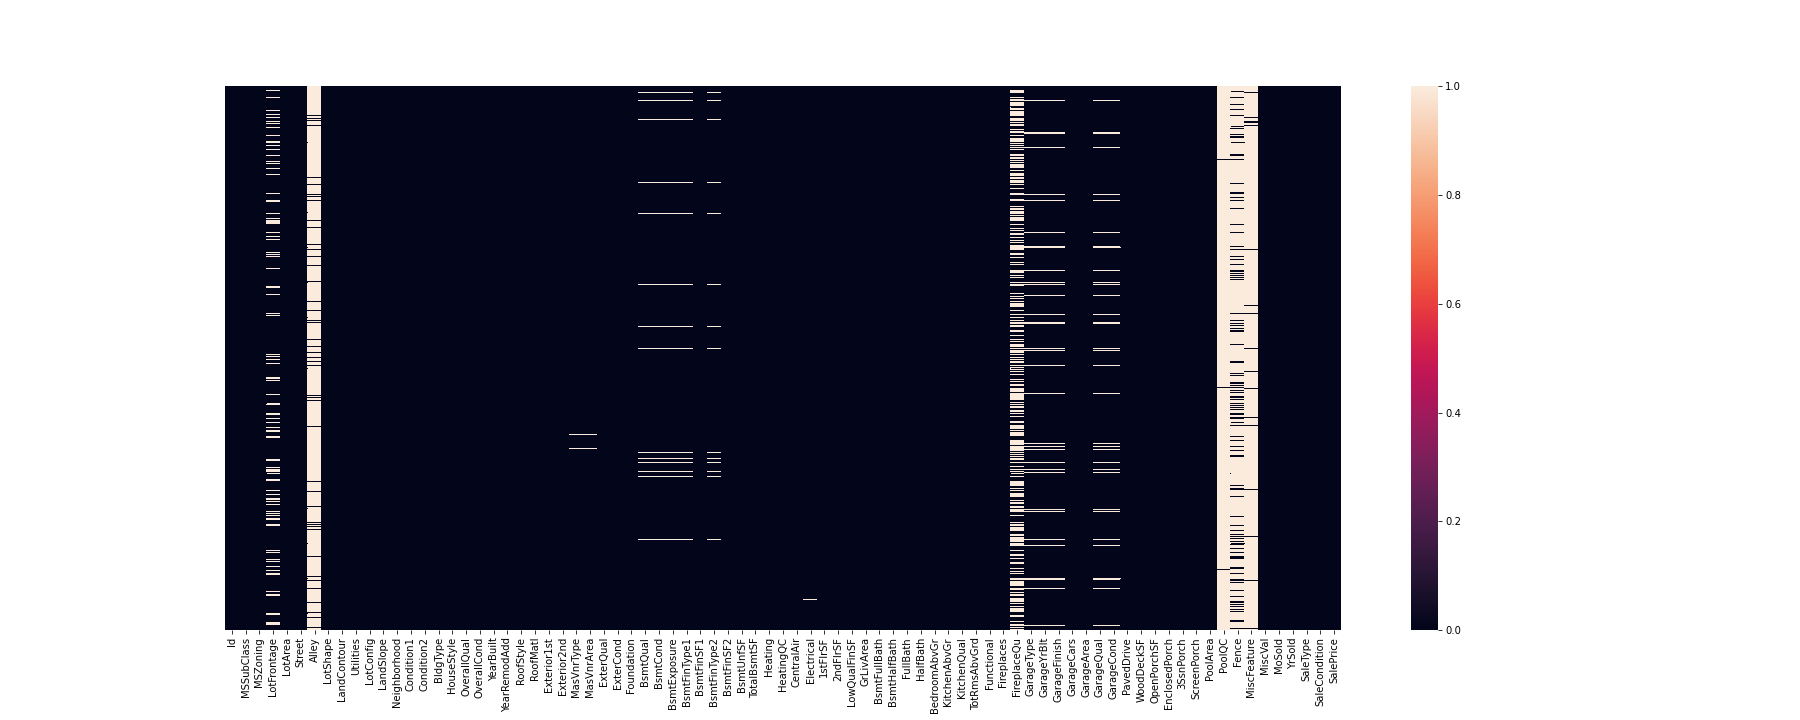 1.0
0.8
0.6
0.4
0.2
0.0
Id
MSSubClass
MSZoning
LotFrontage
LotArea
Street
Alley
LotShape
LandContour
Utilities
LotConfig
LandSlope
Neighborhood
Condition1
Condition2
BldgType
HouseStyle
OverallQual
OverallCond
YearBuilt
YearRemodAdd
RoofStyle
RoofMatl
Exterior1st
Exterior2nd
MasVnrType
MasVnrArea
ExterQual
ExterCond
Foundation
BsmtQual
BsmtCond
BsmtExposure
BsmtFinType1
BsmtFinSF1
BsmtFinType2
BsmtFinSF2
BsmtUnfSF
TotalBsmtSF
Heating
HeatingQC
CentralAir
Electrical
1stFlrSF
2ndFlrSF
LowQualFinSF
GrLivArea
BsmtFullBath
BsmtHalfBath
FullBath
HalfBath
BedroomAbvGr
KitchenAbvGr
KitchenQual
TotRmsAbvGrd
Functional
Fireplaces
FireplaceQu
GarageType
GarageYrBlt
GarageFinish
GarageCars
GarageArea
GarageQual
GarageCond
PavedDrive
WoodDeckSF
OpenPorchSF
EnclosedPorch
3SsnPorch
ScreenPorch
PoolArea
PoolQC
Fence
MiscFeature
MiscVal
MoSold
YrSold
SaleType
SaleCondition
SalePrice